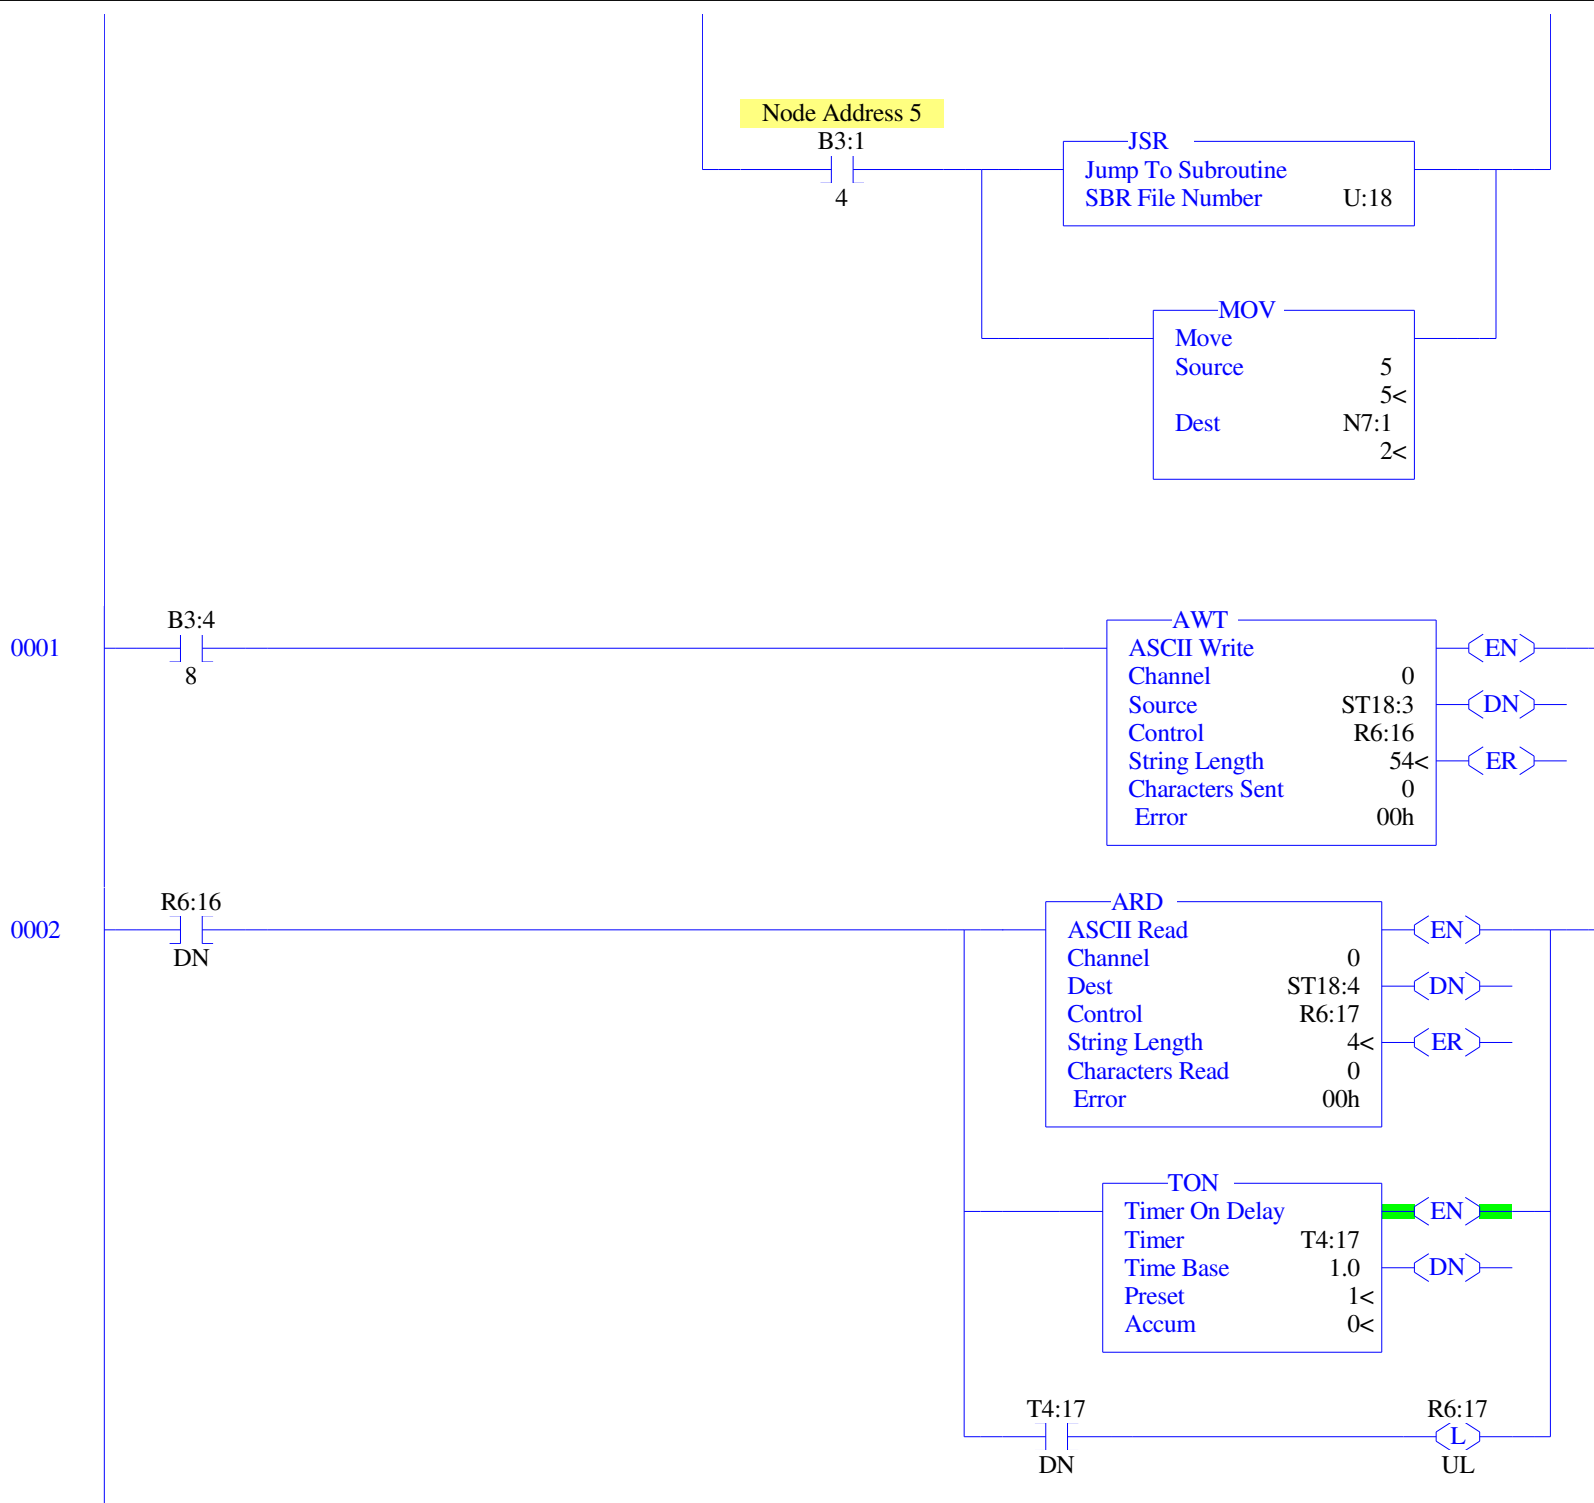 Node Address 5
B3:1
4
JSR
Jump To Subroutine
SBR File Number U:18
MOV
Move
Source 5
5<
Dest N7:1
2<
0001
B3:4
8
AWT
ASCII Write
Channel 0
Source ST18:3
Control R6:16
String Length 54<
Characters Sent 0
Error 00h
EN
DN
ER
0002
R6:16
DN
ARD
ASCII Read
Channel 0
Dest ST18:4
Control R6:17
String Length 4<
Characters Read 0
Error 00h
EN
DN
ER
TON
Timer On Delay
Timer T4:17
Time Base 1.0
Preset 1<
Accum 0<
EN
DN
T4:17
DN
R6:17
L
UL